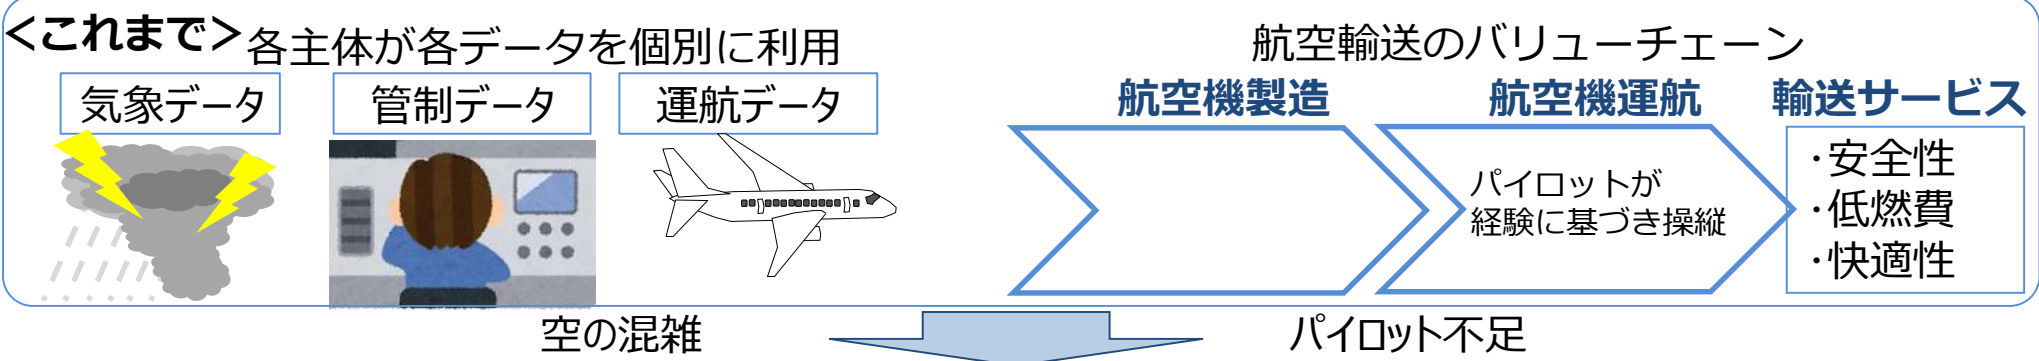 <これまで>
各主体が各データを個別に利用
気象データ
管制データ
運航データ
航空輸送のバリューチェーン
航空機製造
航空機運航
輸送サービス
パイロットが
経験に基づき操縦
・安全性
・低燃費
・快適性
空の混雑
パイロット不足